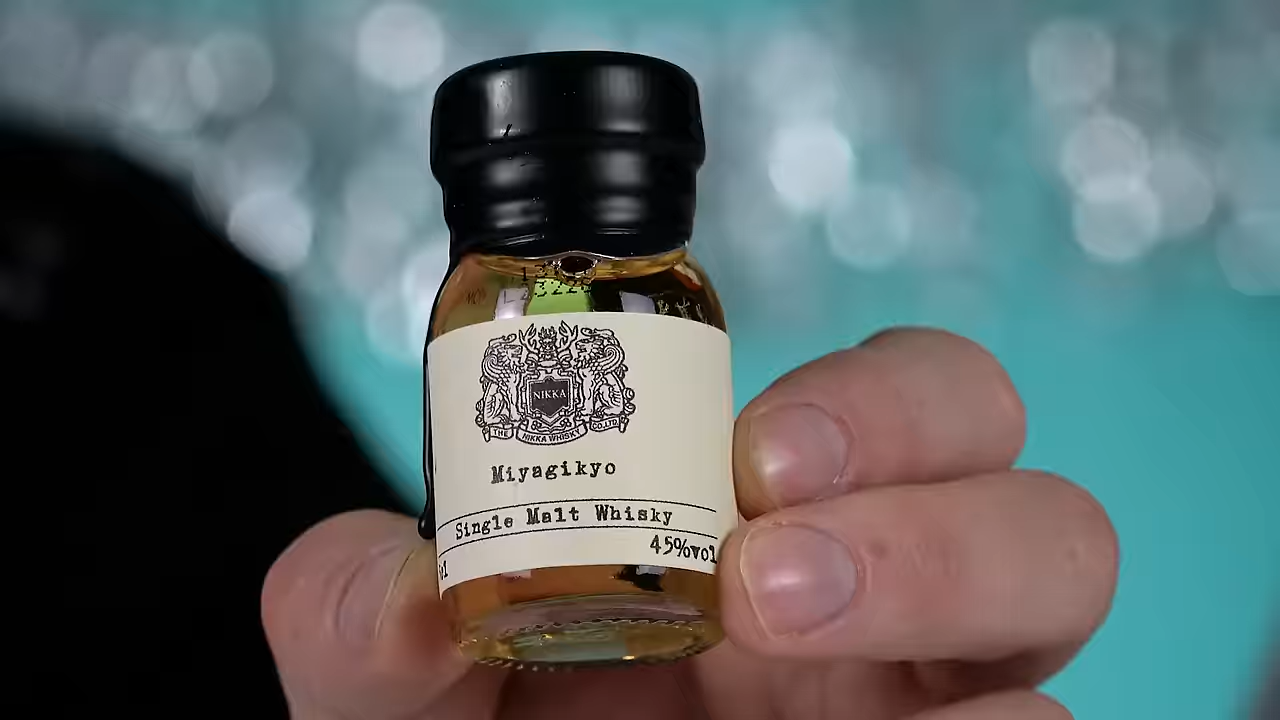 NIKKA
THE NIKKA WHISKY CO.LTD
Miyagikyo
Single Malt Whisky
45%vol